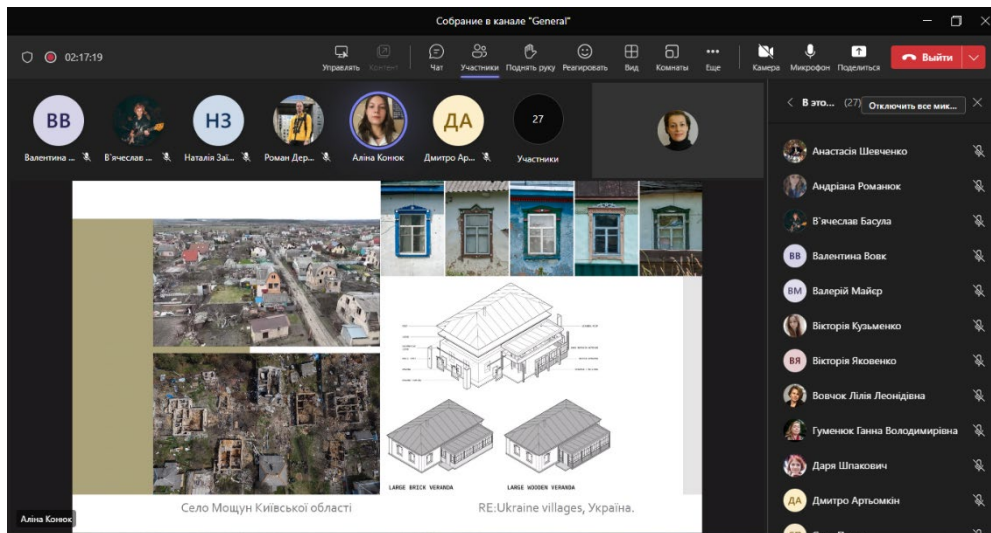 Собрание в канале "General"
02:17:19
Управлять
Контент
Чат
Участники
Поднять руку
Реагировать
Вид
Комнаты
Еще
Камера
Микрофон
Поделиться
Выйти
ВВ
НЗ
ДА
27
Валентина ...
В'ячеслав ...
Наталія Заї...
Роман Дер...
Аліна Конюк
Дмитро Ар...
Участники
В это... (27)
Отключить все мик...
Анастасія Шевченко
Андріана Романюк
В'ячеслав Басула
ВВ Валентина Вовк
ВМ Валерій Майєр
Вікторія Кузьменко
ВЯ Вікторія Яковенко
Вовчок Лілія Леонідівна
Гуменюк Ганна Володимирівна
Даря Шпакович
ДА Дмитро Артьомкін
LARGE BRICK VERANDA
LARGE WOODEN VERANDA
Село Мощун Київської області
RE:Ukraine villages, Україна.
Аліна Конюк